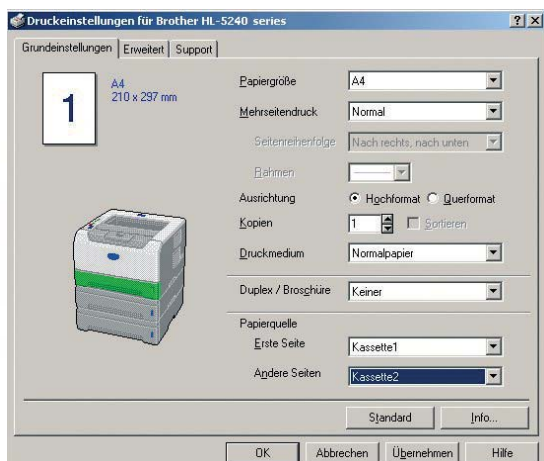 Druckeinstellungen für Brother HL-5240 series
Grundeinstellungen Erweitert Support
1
A4
210 x 297 mm
Papiergröße A4
Mehrseitendruck Normal
Seitenreihenfolge Nach rechts, nach unten
Rahmen
Ausrichtung Hochformat Querformat
Kopien 1 Sortieren
Druckmedium Normalpapier
Duplex / Broschüre Keiner
Papierquelle
Erste Seite Kassette1
Andere Seiten Kassette2
Standard Info...
OK Abbrechen Übernehmen Hilfe